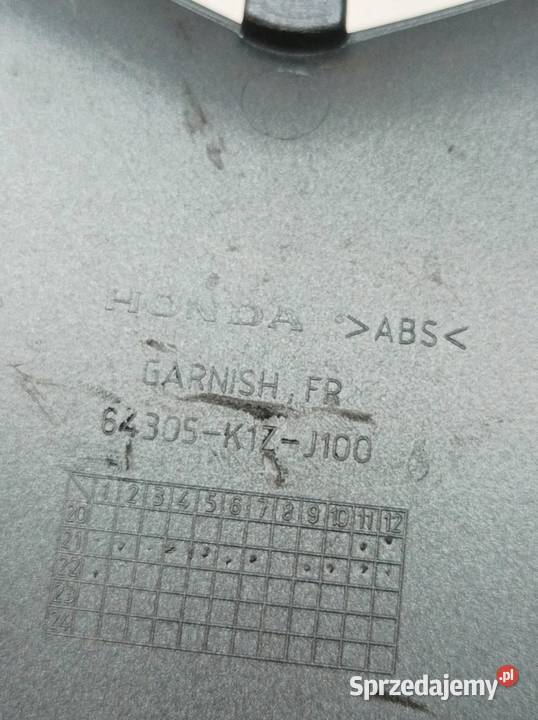 HONDA >ABS<
GARNISH, FR
64305-K1Z-J100
1 2 3 4 5 6 7 8 9 10 11 12
20
21
22
23
24
Sprzedajemy.pl